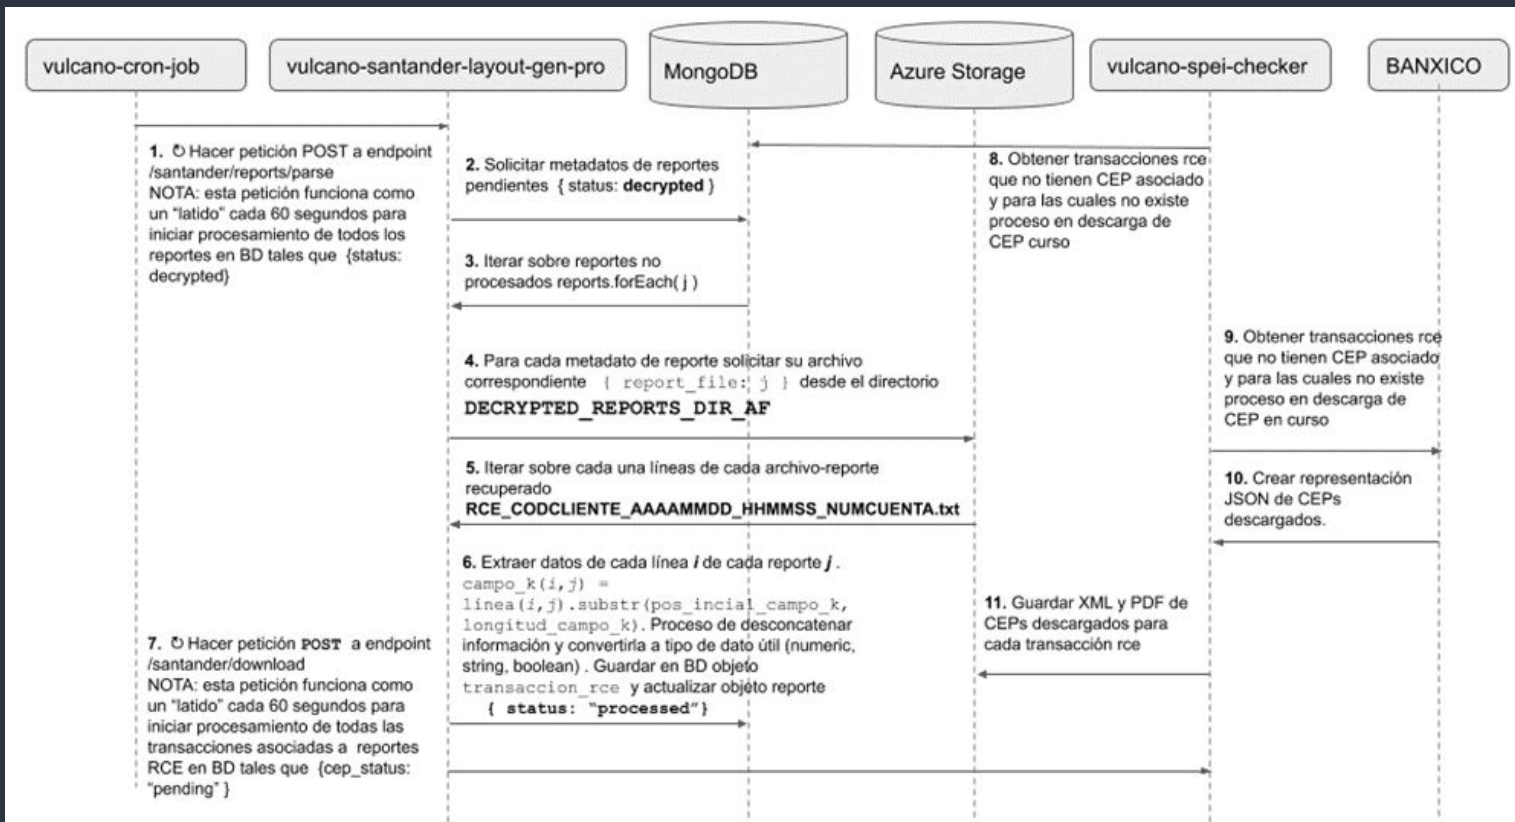 vulcano-cron-job
vulcano-santander-layout-gen-pro
MongoDB
Azure Storage
vulcano-spei-checker
BANXICO
1. ↻ Hacer petición POST a endpoint
/santander/reports/parse
NOTA: esta petición funciona como
un "latido" cada 60 segundos para
iniciar procesamiento de todos los
reportes en BD tales que {status:
decrypted}
2. Solicitar metadatos de reportes
pendientes { status: decrypted }
3. Iterar sobre reportes no
procesados reports.forEach( j )
4. Para cada metadato de reporte solicitar su archivo
correspondiente { report_file: j } desde el directorio
DECRYPTED_REPORTS_DIR_AF
5. Iterar sobre cada una líneas de cada archivo-reporte
recuperado
RCE_CODCLIENTE_AAAAMMDD_HHMMSS_NUMCUENTA.txt
6. Extraer datos de cada línea i de cada reporte j .
campo_k(i,j) =
línea(i,j).substr(pos_incial_campo_k,
longitud_campo_k). Proceso de desconcatenar
información y convertirla a tipo de dato útil (numeric,
string, boolean) . Guardar en BD objeto
transaccion_rce y actualizar objeto reporte
{ status: "processed"}
7. ↻ Hacer petición POST a endpoint
/santander/download
NOTA: esta petición funciona como
un "latido" cada 60 segundos para
iniciar procesamiento de todas las
transacciones asociadas a reportes
RCE en BD tales que {cep_status:
"pending" }
8. Obtener transacciones rce
que no tienen CEP asociado
y para las cuales no existe
proceso en descarga de
CEP curso
9. Obtener transacciones rce
que no tienen CEP asociado
y para las cuales no existe
proceso en descarga de
CEP en curso
10. Crear representación
JSON de CEPs
descargados.
11. Guardar XML y PDF de
CEPs descargados para
cada transacción rce